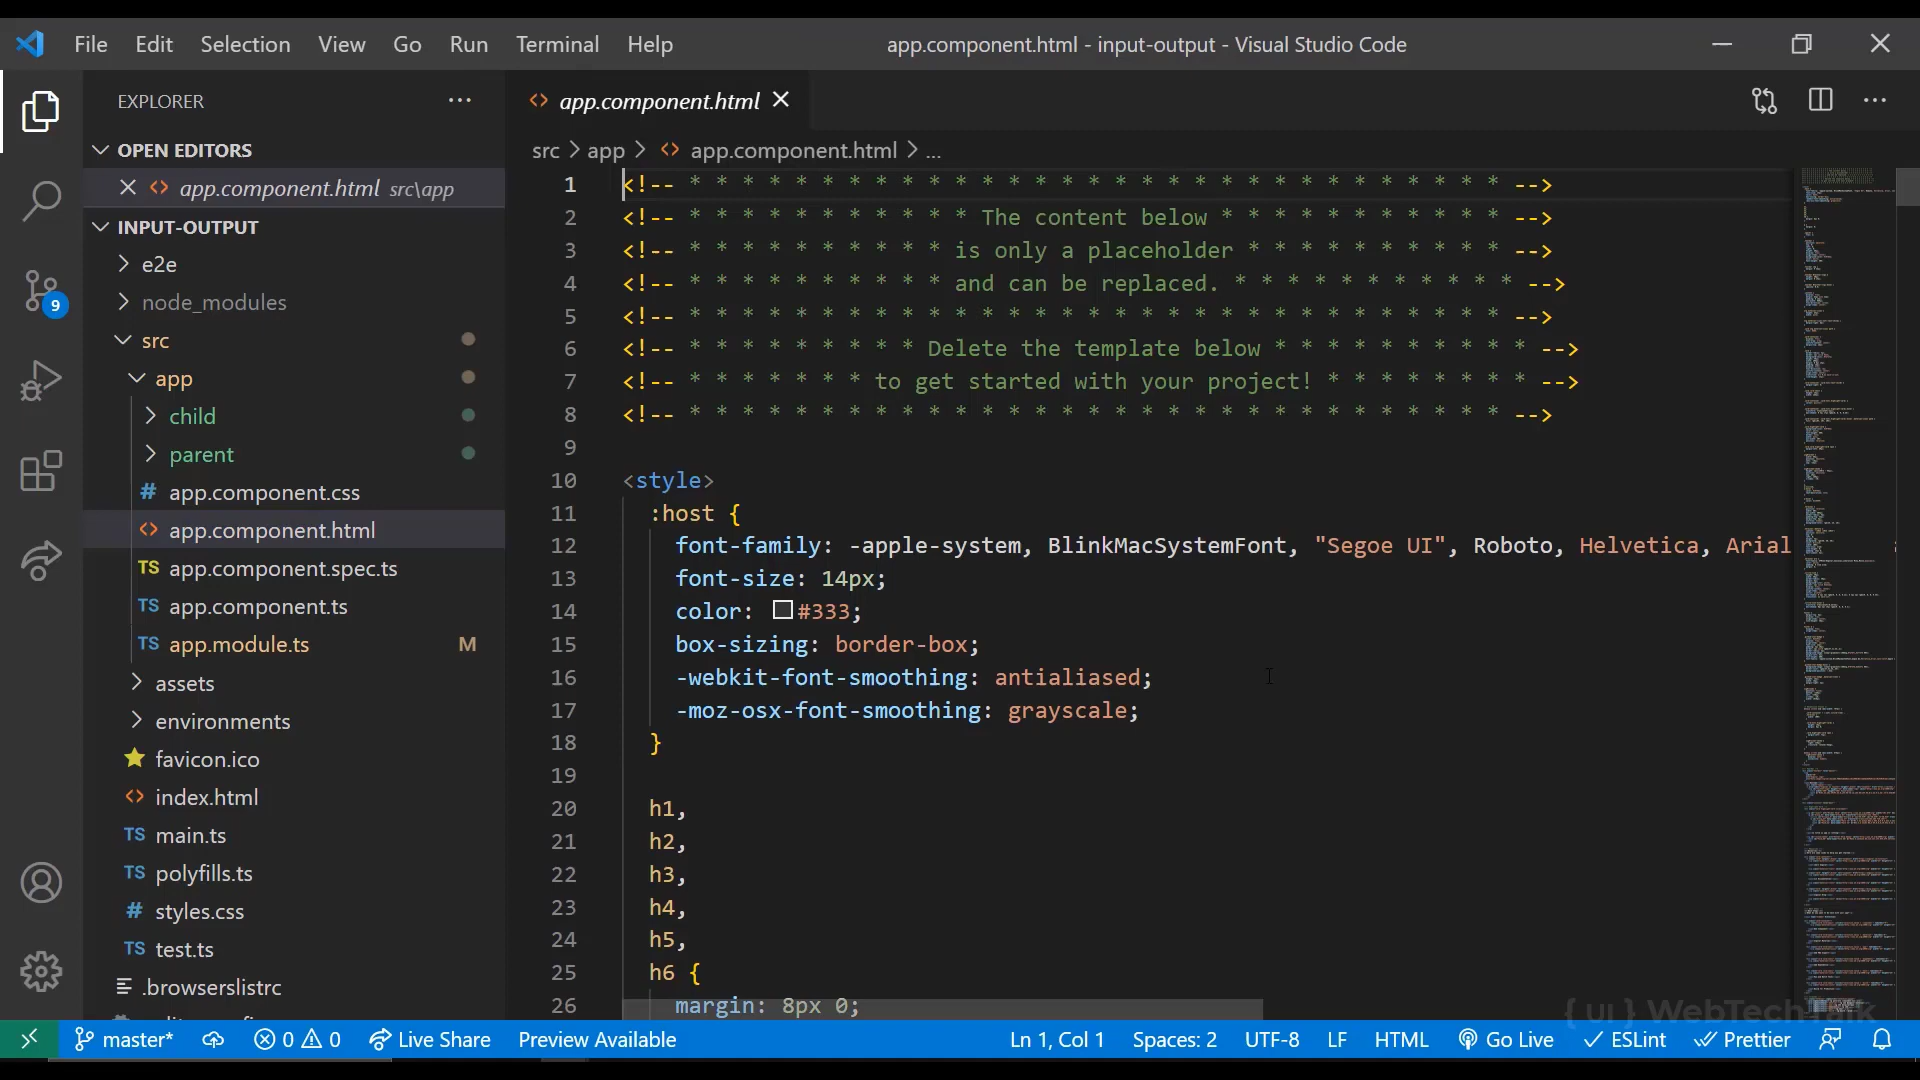 File Edit Selection View Go Run Terminal Help
app.component.html - input-output - Visual Studio Code
EXPLORER
OPEN EDITORS
app.component.html src\app
INPUT-OUTPUT
e2e
node_modules
src
app
child
parent
# app.component.css
<> app.component.html
TS app.component.spec.ts
TS app.component.ts
TS app.module.ts M
assets
environments
favicon.ico
<> index.html
TS main.ts
TS polyfills.ts
# styles.css
TS test.ts
.browserslistrc
9
<> app.component.html
src > app > <> app.component.html > ...
1 <!-- * * * * * * * * * * * * * * * * * * * * * * * * * * * * * * * -->
2 <!-- * * * * * * * * * * * The content below * * * * * * * * * * * -->
3 <!-- * * * * * * * * * * is only a placeholder * * * * * * * * * * -->
4 <!-- * * * * * * * * * * and can be replaced. * * * * * * * * * * * -->
5 <!-- * * * * * * * * * * * * * * * * * * * * * * * * * * * * * * * -->
6 <!-- * * * * * * * * * Delete the template below * * * * * * * * * * -->
7 <!-- * * * * * * * to get started with your project! * * * * * * * * -->
8 <!-- * * * * * * * * * * * * * * * * * * * * * * * * * * * * * * * -->
9
10 <style>
11 :host {
12 font-family: -apple-system, BlinkMacSystemFont, "Segoe UI", Roboto, Helvetica, Arial
13 font-size: 14px;
14 color: #333;
15 box-sizing: border-box;
16 -webkit-font-smoothing: antialiased;
17 -moz-osx-font-smoothing: grayscale;
18 }
19
20 h1,
21 h2,
22 h3,
23 h4,
24 h5,
25 h6 {
26 margin: 8px 0;
{ ui } WebTechTalk
master* 0 0 Live Share Preview Available Ln 1, Col 1 Spaces: 2 UTF-8 LF HTML Go Live ESLint Prettier